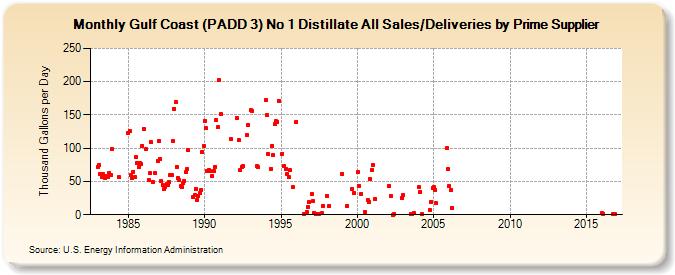 Monthly Gulf Coast (PADD 3) No 1 Distillate All Sales/Deliveries by Prime Supplier
Thousand Gallons per Day
250
200
150
100
50
0
1985 1990 1995 2000 2005 2010 2015
Source: U.S. Energy Information Administration